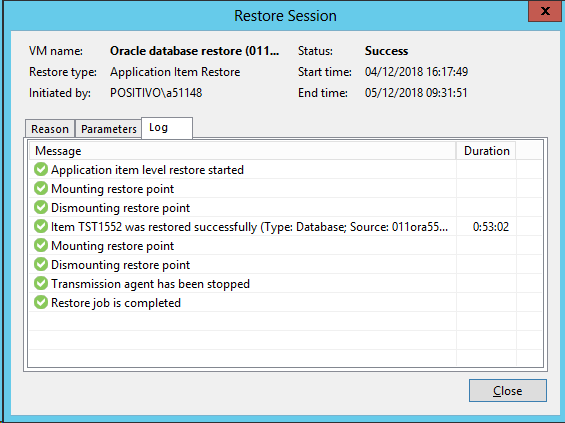 Restore Session
x
VM name: Oracle database restore (011... Status: Success
Restore type: Application Item Restore Start time: 04/12/2018 16:17:49
Initiated by: POSITIVO\a51148 End time: 05/12/2018 09:31:51
Reason Parameters Log
Message Duration
Application item level restore started
Mounting restore point
Dismounting restore point
Item TST1552 was restored successfully (Type: Database; Source: 011ora55... 0:53:02
Mounting restore point
Dismounting restore point
Transmission agent has been stopped
Restore job is completed
Close